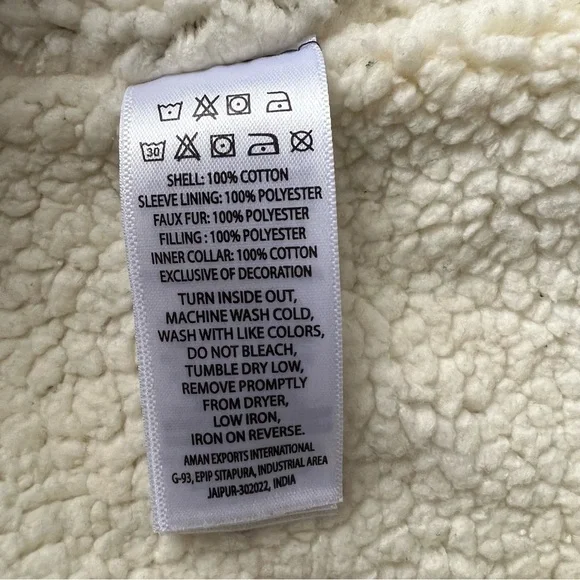 30
SHELL: 100% COTTON
SLEEVE LINING: 100% POLYESTER
FAUX FUR: 100% POLYESTER
FILLING : 100% POLYESTER
INNER COLLAR: 100% COTTON
EXCLUSIVE OF DECORATION
TURN INSIDE OUT,
MACHINE WASH COLD,
WASH WITH LIKE COLORS,
DO NOT BLEACH,
TUMBLE DRY LOW,
REMOVE PROMPTLY
FROM DRYER,
LOW IRON,
IRON ON REVERSE.
AMAN EXPORTS INTERNATIONAL
G-93, EPIP SITAPURA, INDUSTRIAL AREA
JAIPUR-302022, INDIA